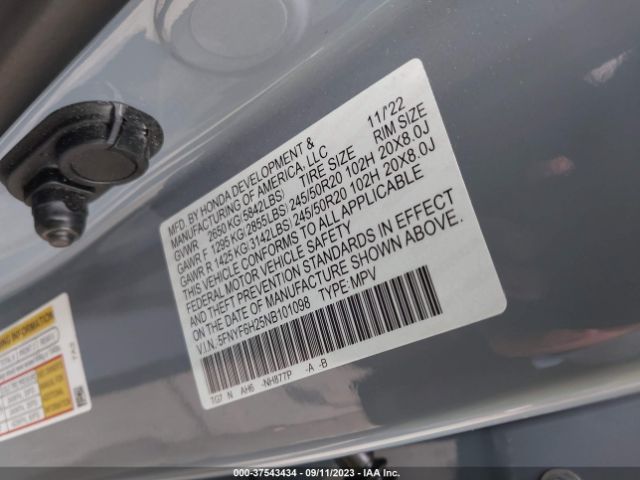 MFD. BY HONDA DEVELOPMENT & 11/'22
MANUFACTURING OF AMERICA, LLC
GVWR 2650 KG(5842LBS) TIRE SIZE RIM SIZE
GAWR F 1295 KG(2855LBS) 245/50R20 102H 20X8.0J
GAWR R 1425 KG(3142LBS) 245/50R20 102H 20X8.0J
THIS VEHICLE CONFORMS TO ALL APPLICABLE
FEDERAL MOTOR VEHICLE SAFETY
AND THEFT PREVENTION STANDARDS IN EFFECT
ON THE DATE OF MANUFACTURE SHOWN ABOVE.
V.I.N: 5FNYF6H25NB101098 TYPE:MPV
TG7 N AH6 -NH877P -A -B
ING INFORMATION
000-37543434 - 09/11/2023 - IAA Inc.